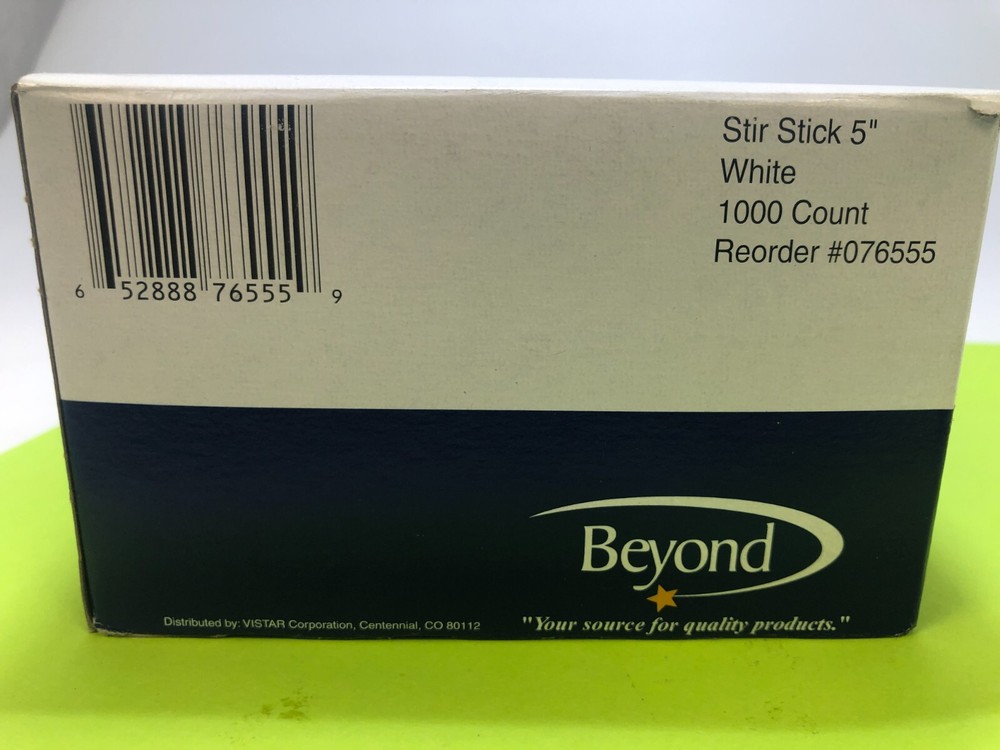 6 52888 76555 9
Stir Stick 5"
White
1000 Count
Reorder #076555
Beyond
"Your source for quality products."
Distributed by: VISTAR Corporation, Centennial, CO 80112